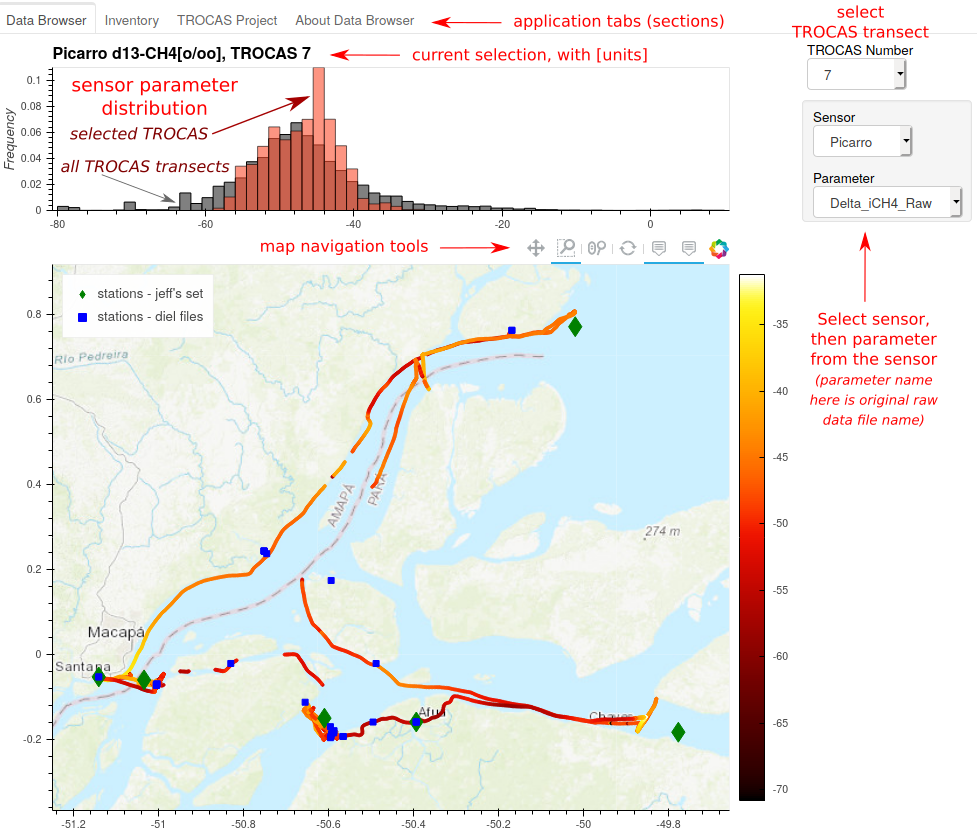 Data Browser
Inventory
TROCAS Project
About Data Browser
application tabs (sections)
select
TROCAS transect
Picarro d13-CH4[o/oo], TROCAS 7
current selection, with [units]
TROCAS Number
7
Sensor
Picarro
Parameter
Delta_iCH4_Raw
sensor parameter
distribution
selected TROCAS
all TROCAS transects
Frequency
0.1
0.08
0.06
0.04
0.02
0
-80
-60
-40
-20
0
map navigation tools
Select sensor,
then parameter
from the sensor
(parameter name
here is original raw
data file name)
stations - jeff's set
stations - diel files
Río Pedreira
AMAPÁ
PARÁ
274 m
Macapá
Santana
Afuá
0.8
0.6
0.4
0.2
0
-0.2
-51.2
-51
-50.8
-50.6
-50.4
-50.2
-50
-49.8
-35
-40
-45
-50
-55
-60
-65
-70